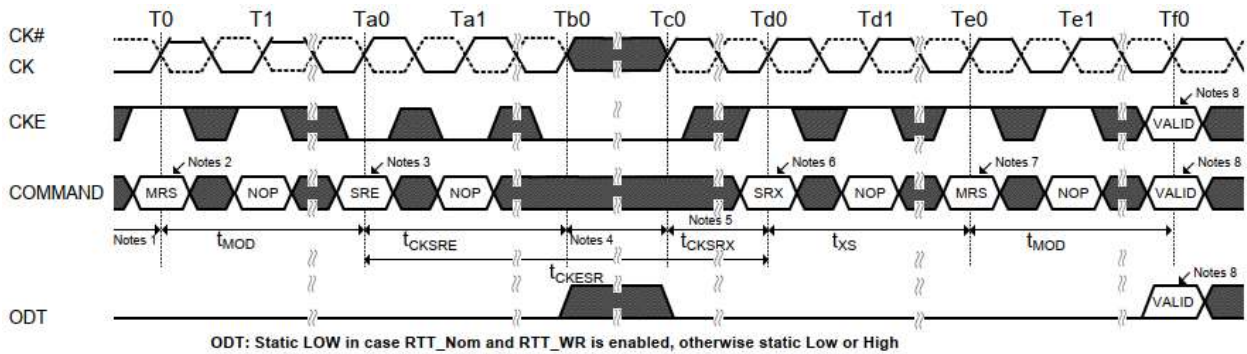 T0 T1 Ta0 Ta1 Tb0 Tc0 Td0 Td1 Te0 Te1 Tf0
CK#
CK
Notes 8
CKE VALID
Notes 2 Notes 3 Notes 6 Notes 7 Notes 8
COMMAND MRS NOP SRE NOP SRX NOP MRS NOP VALID
Notes 1 tMOD tCKSRE Notes 4 Notes 5 tCKSRX tXS tMOD
tCKESR
Notes 8
ODT VALID
ODT: Static LOW in case RTT_Nom and RTT_WR is enabled, otherwise static Low or High